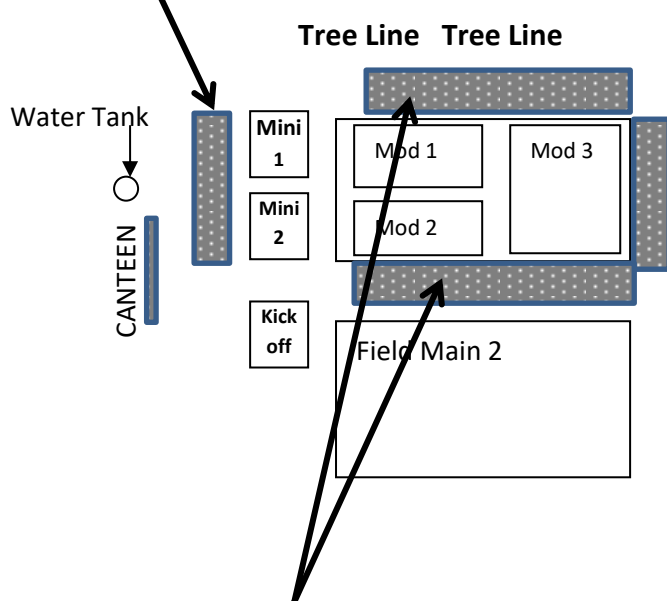 Tree Line Tree Line
Water Tank
Mini
1
Mod 1
Mod 3
Mini
2
Mod 2
CANTEEN
Kick
off
Field Main 2